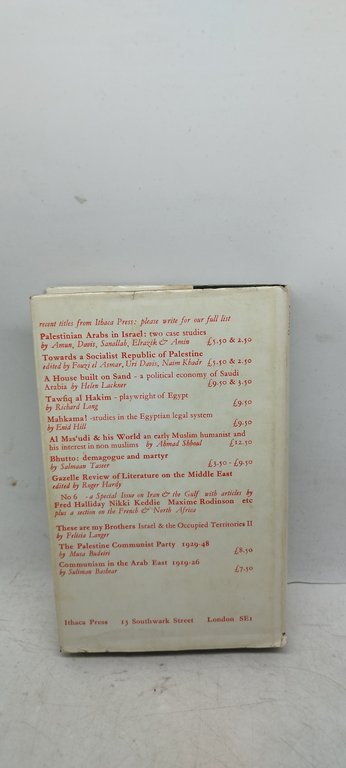 recent titles from Ithaca Press: please write for our full list
Palestinian Arabs in Israel: two case studies
by Amun, Davis, Sanallah, Elrazik & Amin £5.50 & 2.50
Towards a Socialist Republic of Palestine
edited by Fouzi el Asmar, Uri Davis, Naim Khadr £5.50 & 2.50
A House built on Sand - a political economy of Saudi
Arabia by Helen Lackner £9.50 & 3.50
Tawfiq al Hakim - playwright of Egypt
by Richard Long £9.50
Mahkama! -studies in the Egyptian legal system
by Enid Hill £9.50
Al Mas'udi & his World an early Muslim humanist and
his interest in non muslims by Ahmad Shboul £12.50
Bhutto: demagogue and martyr
by Salmaan Taseer £3.50 - £9.50
Gazelle Review of Literature on the Middle East
edited by Roger Hardy
No 6 - a Special Issue on Iran & the Gulf with articles by
Fred Halliday Nikki Keddie Maxime Rodinson etc
plus a section on the French & North Africa
These are my Brothers Israel & the Occupied Territories II
by Felicia Langer
The Palestine Communist Party 1929-48
by Musa Budeiri £8.50
Communism in the Arab East 1919-26
by Suliman Bashear £7.50
Ithaca Press 13 Southwark Street London SE1